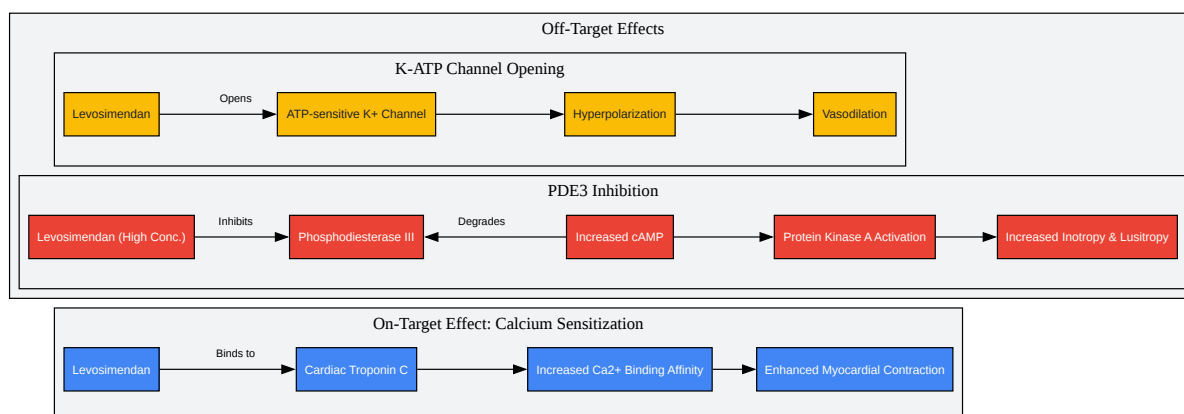 Off-Target Effects
K-ATP Channel Opening
Levosimendan
Opens
ATP-sensitive K+ Channel
Hyperpolarization
Vasodilation
PDE3 Inhibition
Levosimendan (High Conc.)
Inhibits
Phosphodiesterase III
Degrades
Increased cAMP
Protein Kinase A Activation
Increased Inotropy & Lusitropy
On-Target Effect: Calcium Sensitization
Levosimendan
Binds to
Cardiac Troponin C
Increased Ca2+ Binding Affinity
Enhanced Myocardial Contraction